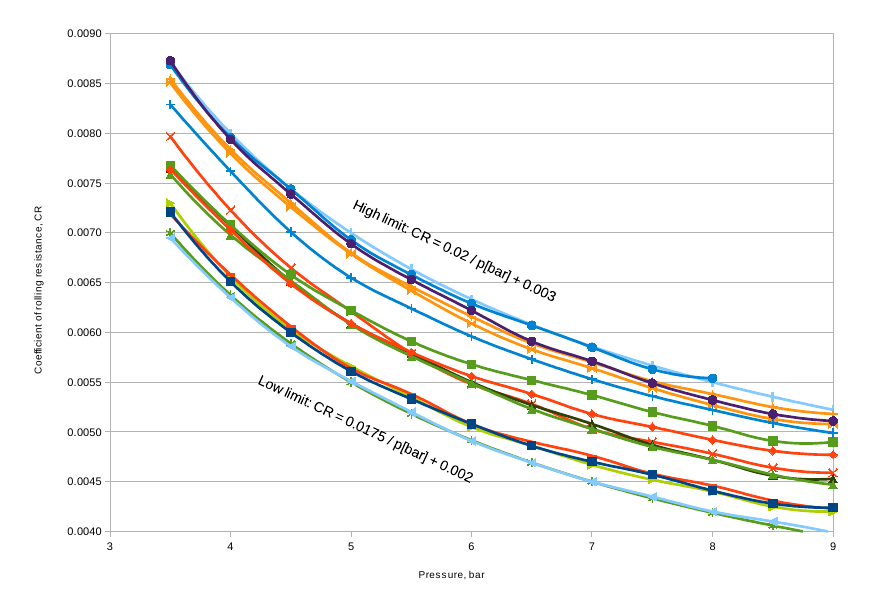 0.0090
0.0085
0.0080
0.0075
0.0070
0.0065
0.0060
0.0055
0.0050
0.0045
0.0040
Coefficient of rolling resistance, CR
High limit: CR = 0.02 / p[bar] + 0.003
Low limit: CR = 0.0175 / p[bar] + 0.002
3 4 5 6 7 8 9
Pressure, bar